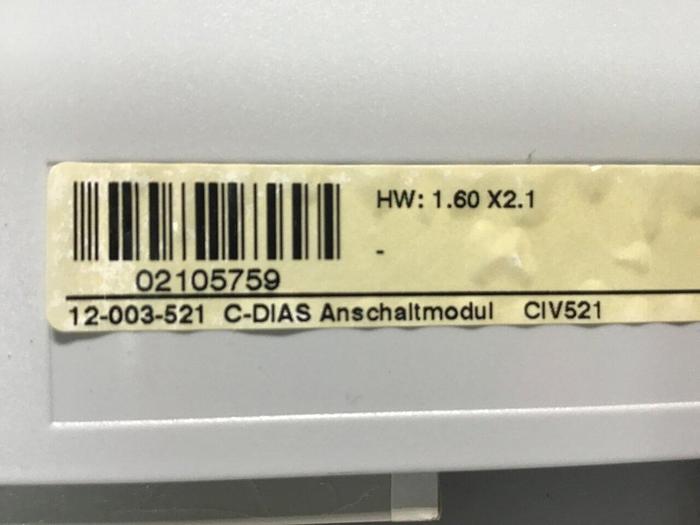 HW: 1.60 X2.1
-
02105759
12-003-521 C-DIAS Anschaltmodul CIV521